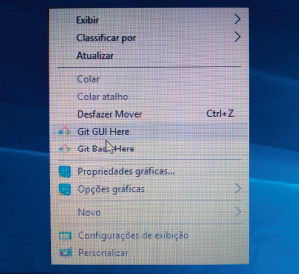 Exibir
Classificar por
Atualizar
Colar
Colar atalho
Desfazer Mover Ctrl+Z
Git GUI Here
Git Bash Here
Propriedades gráficas...
Opções gráficas
Novo
Configurações de exibição
Personalizar